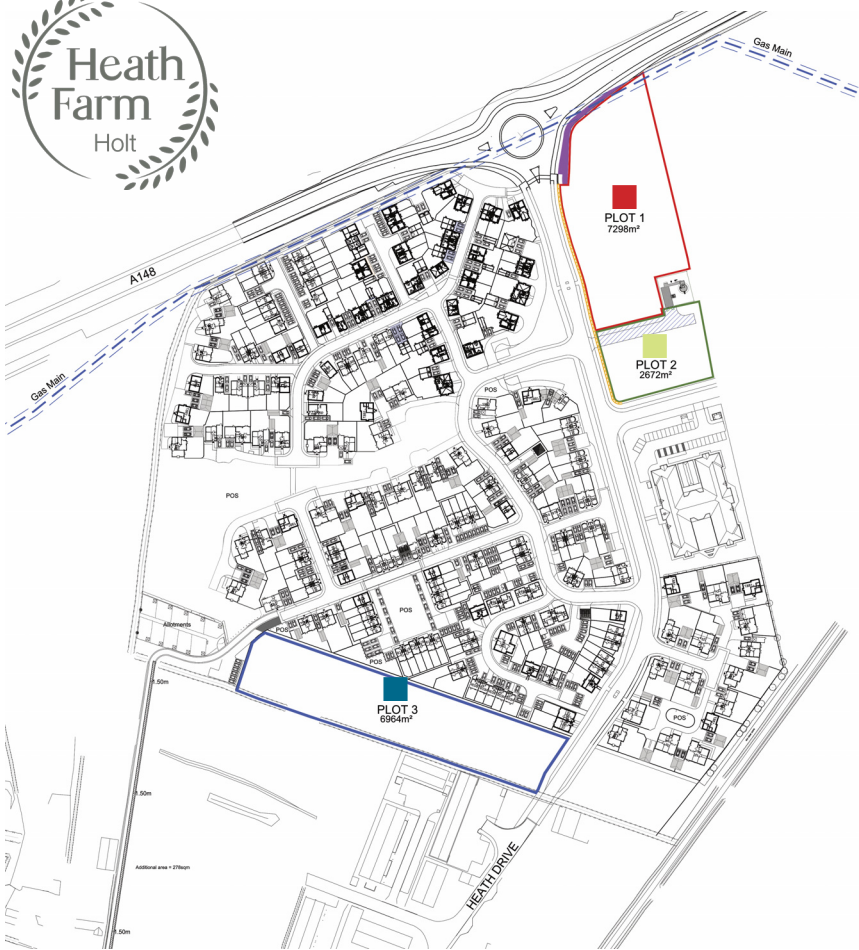 Heath
Farm
Holt
Gas Main
PLOT 1
7298m²
A148
PLOT 2
2672m²
Gas Main
POS
POS
POS
Allotments
POS
POS
1.50m
PLOT 3
6964m²
POS
1.50m
HEATH DRIVE
Additional area = 278sqm
1.50m